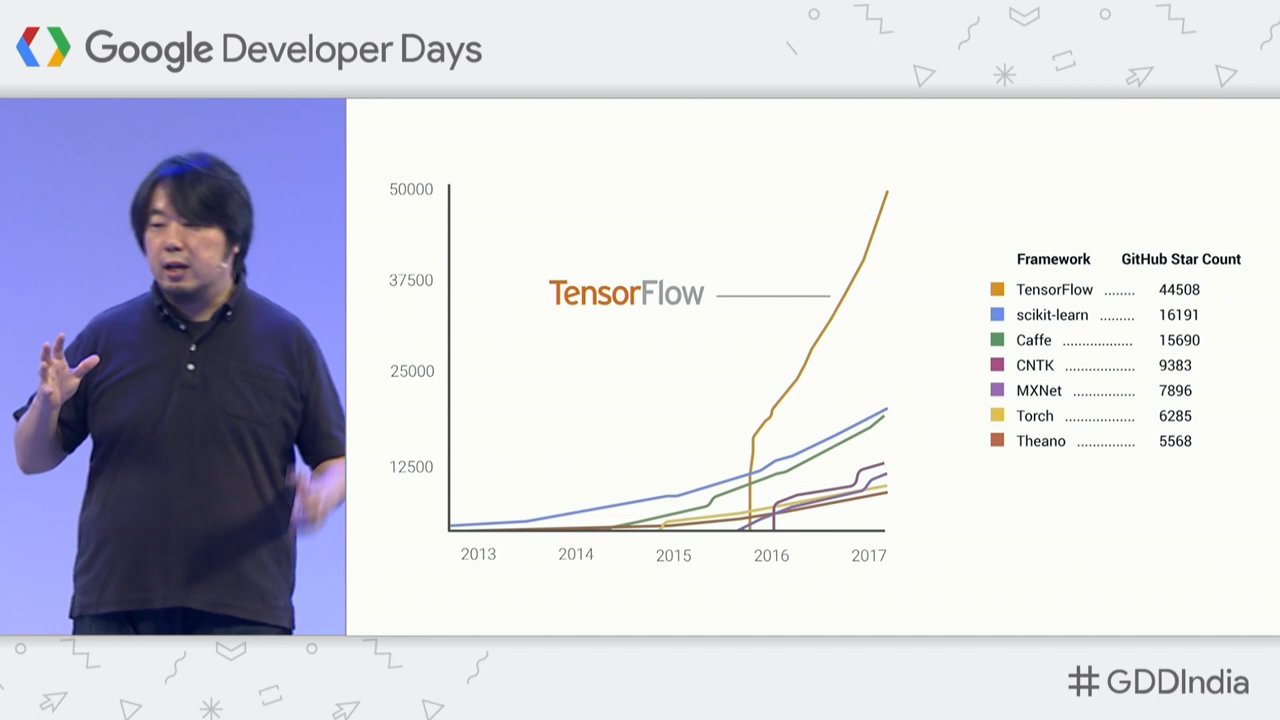 Google Developer Days
50000
37500
25000
12500
TensorFlow
2013 2014 2015 2016 2017
Framework GitHub Star Count
TensorFlow ........ 44508
scikit-learn ......... 16191
Caffe .................. 15690
CNTK .................. 9383
MXNet ................ 7896
Torch .................. 6285
Theano ............... 5568
#GDDIndia